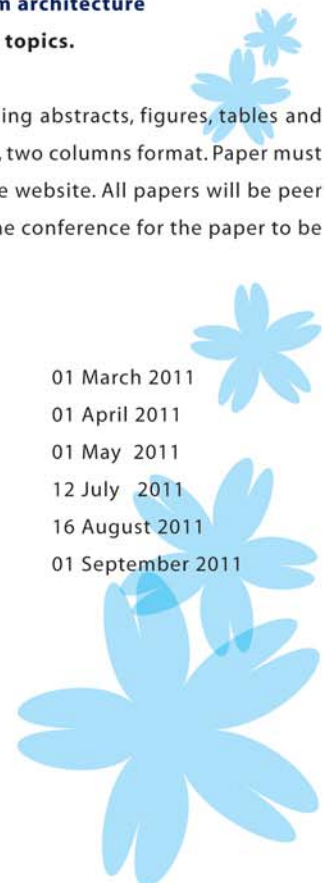 architecture
topics.
ing abstracts, figures, tables and
, two columns format. Paper must
e website. All papers will be peer
he conference for the paper to be
01 March 2011
01 April 2011
01 May 2011
12 July 2011
16 August 2011
01 September 2011